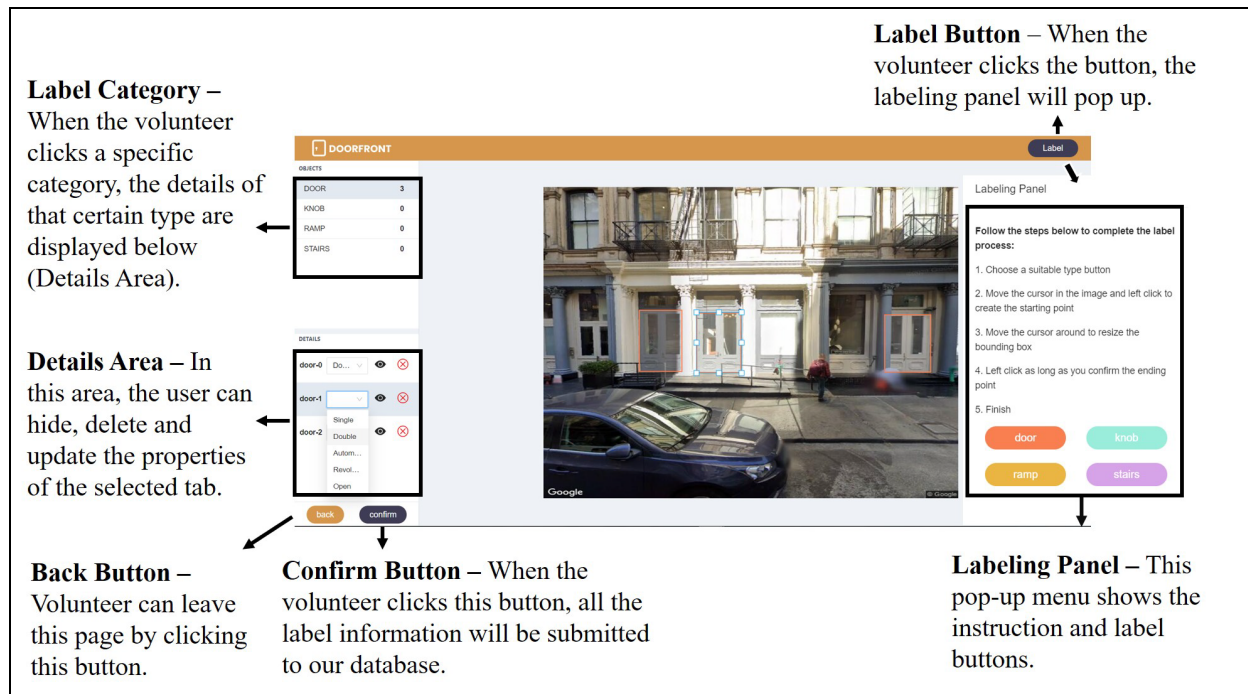 Label Button – When the
volunteer clicks the button, the
labeling panel will pop up.
Label Category –
When the volunteer
clicks a specific
category, the details of
that certain type are
displayed below
(Details Area).
DOORFRONT
Label
OBJECTS
DOOR 3
KNOB 0
RAMP 0
STAIRS 0
Labeling Panel
Follow the steps below to complete the label
process:
1. Choose a suitable type button
2. Move the cursor in the image and left click to
create the starting point
3. Move the cursor around to resize the
bounding box
4. Left click as long as you confirm the ending
point
5. Finish
door knob
ramp stairs
Details Area – In
this area, the user can
hide, delete and
update the properties
of the selected tab.
DETAILS
door-0 Do...
door-1
Single
door-2
Double
Autom...
Revol...
Open
back confirm
Google
© Google
Back Button –
Volunteer can leave
this page by clicking
this button.
Confirm Button – When the
volunteer clicks this button, all the
label information will be submitted
to our database.
Labeling Panel – This
pop-up menu shows the
instruction and label
buttons.